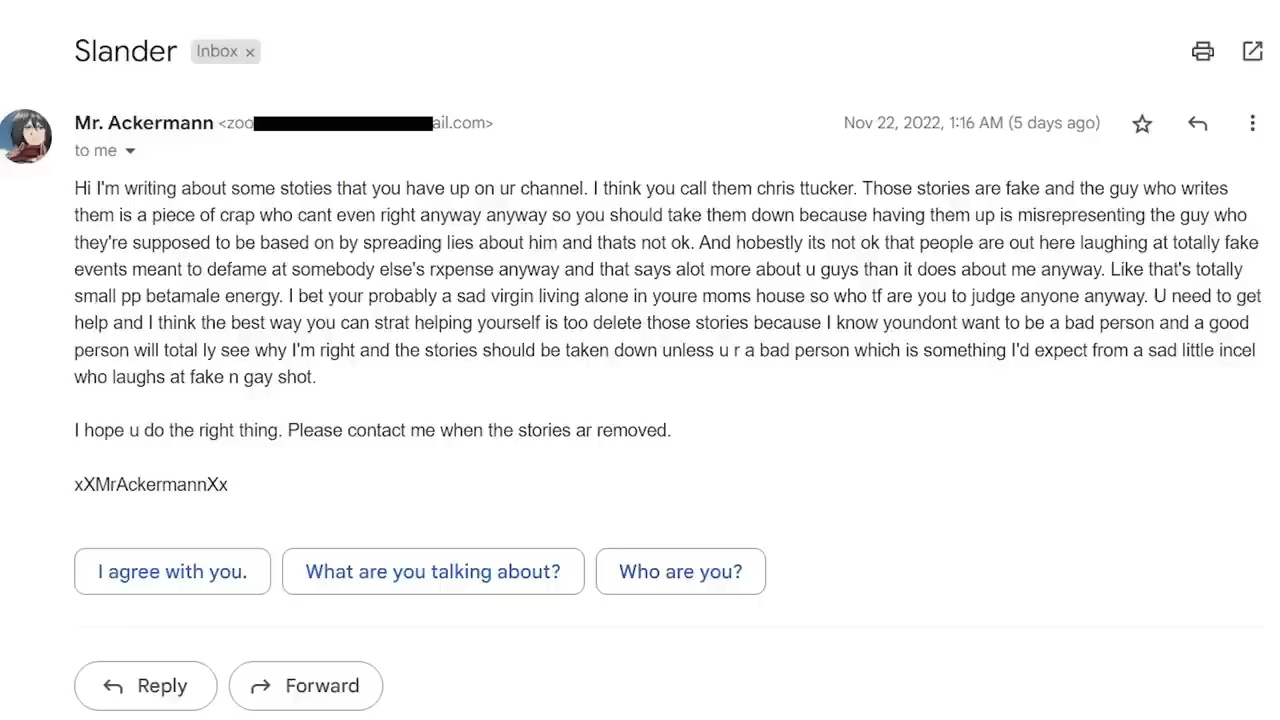 Slander Inbox ×
Mr. Ackermann <zoo ail.com> Nov 22, 2022, 1:16 AM (5 days ago)
to me
Hi I'm writing about some stoties that you have up on ur channel. I think you call them chris ttucker. Those stories are fake and the guy who writes
them is a piece of crap who cant even right anyway anyway so you should take them down because having them up is misrepresenting the guy who
they're supposed to be based on by spreading lies about him and thats not ok. And hobestly its not ok that people are out here laughing at totally fake
events meant to defame at somebody else's rxpense anyway and that says alot more about u guys than it does about me anyway. Like that's totally
small pp betamale energy. I bet your probably a sad virgin living alone in youre moms house so who tf are you to judge anyone anyway. U need to get
help and I think the best way you can strat helping yourself is too delete those stories because I know youndont want to be a bad person and a good
person will total ly see why I'm right and the stories should be taken down unless u r a bad person which is something I'd expect from a sad little incel
who laughs at fake n gay shot.
I hope u do the right thing. Please contact me when the stories ar removed.
xXMrAckermannXx
I agree with you. What are you talking about? Who are you?
Reply Forward